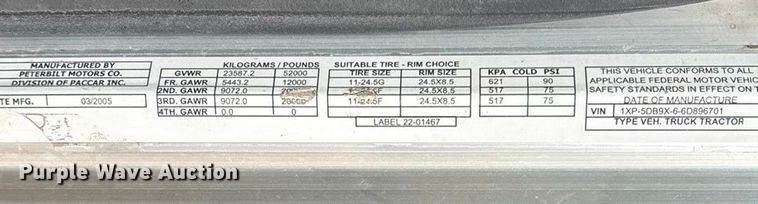 MANUFACTURED BY
PETERBILT MOTORS CO.
DIVISION OF PACCAR INC.
TE MFG. 03/2005
KILOGRAMS / POUNDS
GVWR 23587.2 52000
FR. GAWR 5443.2 12000
2ND. GAWR 9072.0
3RD. GAWR 9072.0 20000
4TH. GAWR 0.0 0
SUITABLE TIRE - RIM CHOICE
TIRE SIZE RIM SIZE
11-24.5G 24.5X8.5
24.5X8.5
11-24.5F 24.5X8.5
LABEL 22-01467
KPA COLD PSI
621 90
517 75
517 75
THIS VEHICLE CONFORMS TO ALL
APPLICABLE FEDERAL MOTOR VEHIC
SAFETY STANDARDS IN EFFECT ON T
DATE OF MANUFACTURE
VIN 1XP-5DB9X-6-6D896701
TYPE VEH. TRUCK TRACTOR
Purple Wave Auction